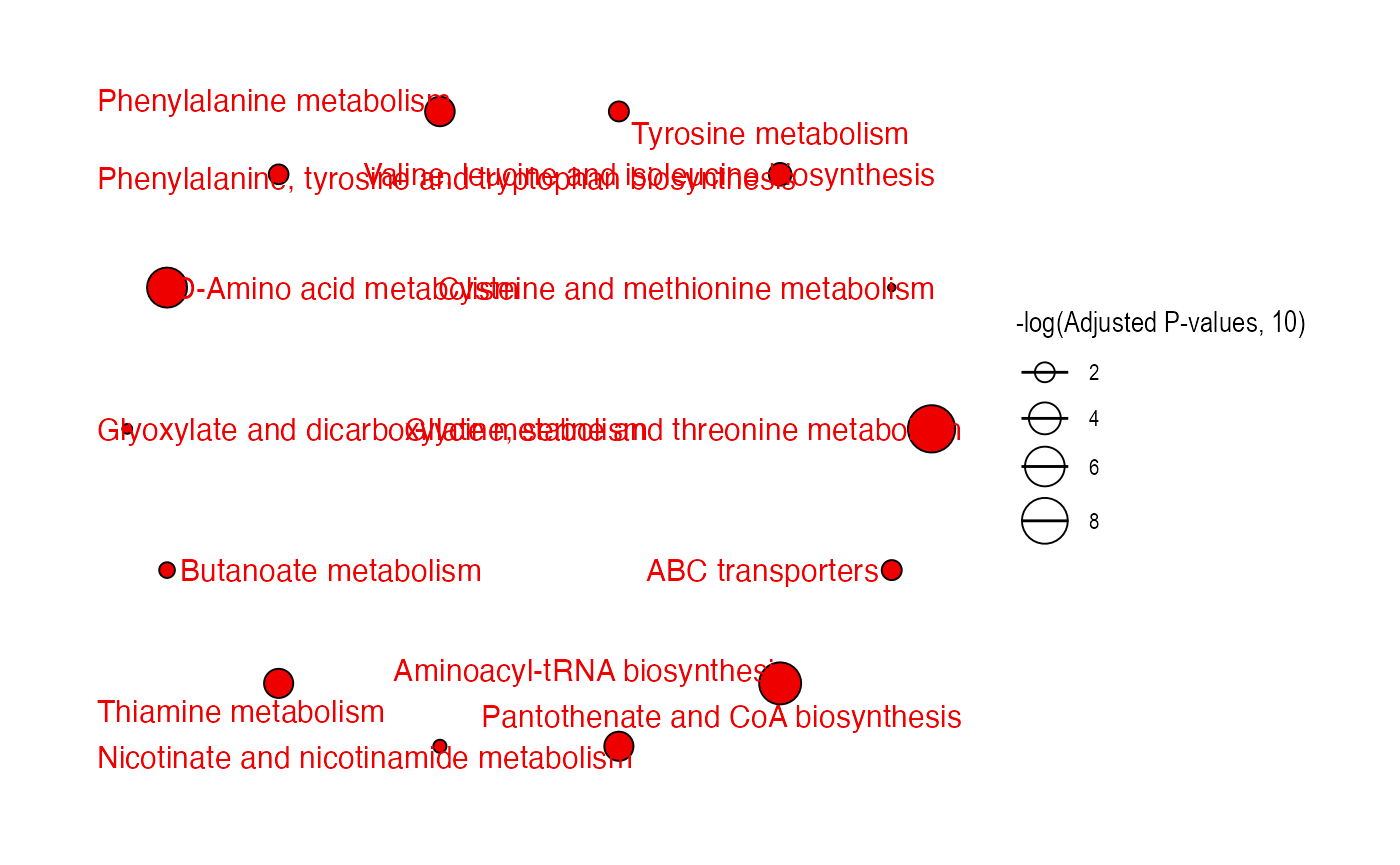 Phenylalanine metabolism
Tyrosine metabolism
Phenylalanine, tyrosine and tryptophan biosynthesis
Valine, leucine and isoleucine biosynthesis
D-Amino acid metabolism
Cysteine and methionine metabolism
Glyoxylate and dicarboxylate metabolism
Glycine, serine and threonine metabolism
Butanoate metabolism
ABC transporters
Aminoacyl-tRNA biosynthesis
Thiamine metabolism
Pantothenate and CoA biosynthesis
Nicotinate and nicotinamide metabolism
-log(Adjusted P-values, 10)
2
4
6
8